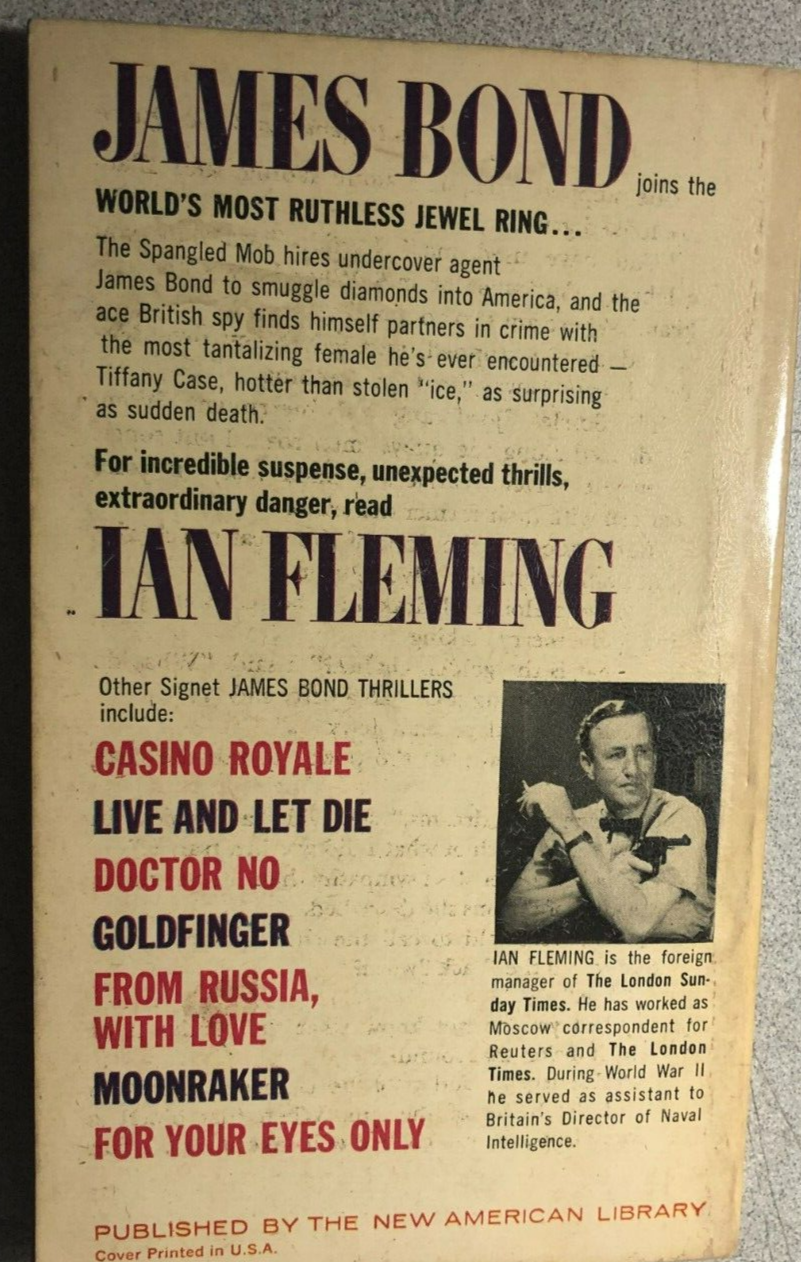 JAMES BOND joins the
WORLD'S MOST RUTHLESS JEWEL RING...
The Spangled Mob hires undercover agent
James Bond to smuggle diamonds into America, and the
ace British spy finds himself partners in crime with
the most tantalizing female he's ever encountered —
Tiffany Case, hotter than stolen "ice," as surprising
as sudden death.
For incredible suspense, unexpected thrills,
extraordinary danger, read
IAN FLEMING
Other Signet JAMES BOND THRILLERS
include:
CASINO ROYALE
LIVE AND LET DIE
DOCTOR NO
GOLDFINGER
FROM RUSSIA,
WITH LOVE
MOONRAKER
FOR YOUR EYES ONLY
IAN FLEMING is the foreign
manager of The London Sun-
day Times. He has worked as
Moscow correspondent for
Reuters and The London
Times. During World War II
he served as assistant to
Britain's Director of Naval
Intelligence.
PUBLISHED BY THE NEW AMERICAN LIBRARY
Cover Printed in U.S.A.